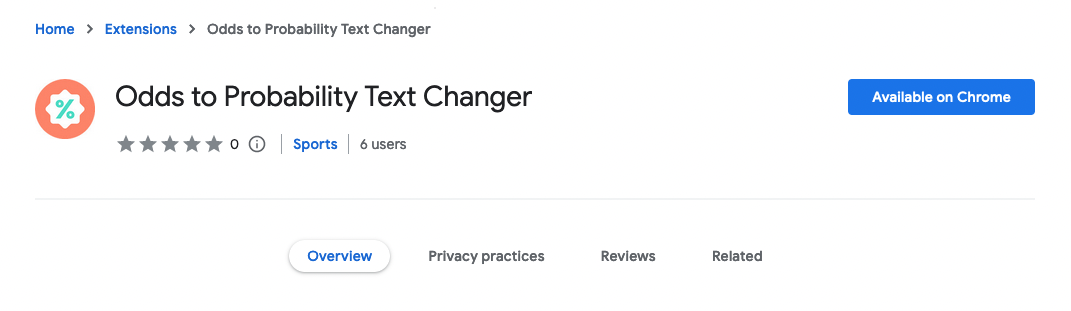 Home > Extensions > Odds to Probability Text Changer
%
Odds to Probability Text Changer
Available on Chrome
0 Sports 6 users
Overview Privacy practices Reviews Related